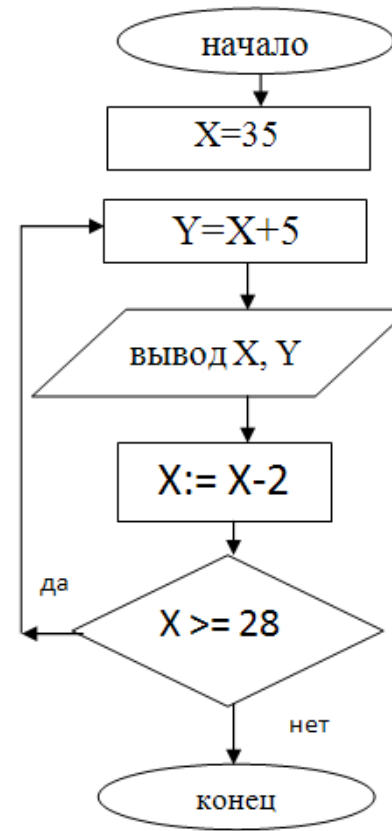 начало
X=35
Y=X+5
вывод X, Y
X:= X-2
да
X >= 28
нет
конец